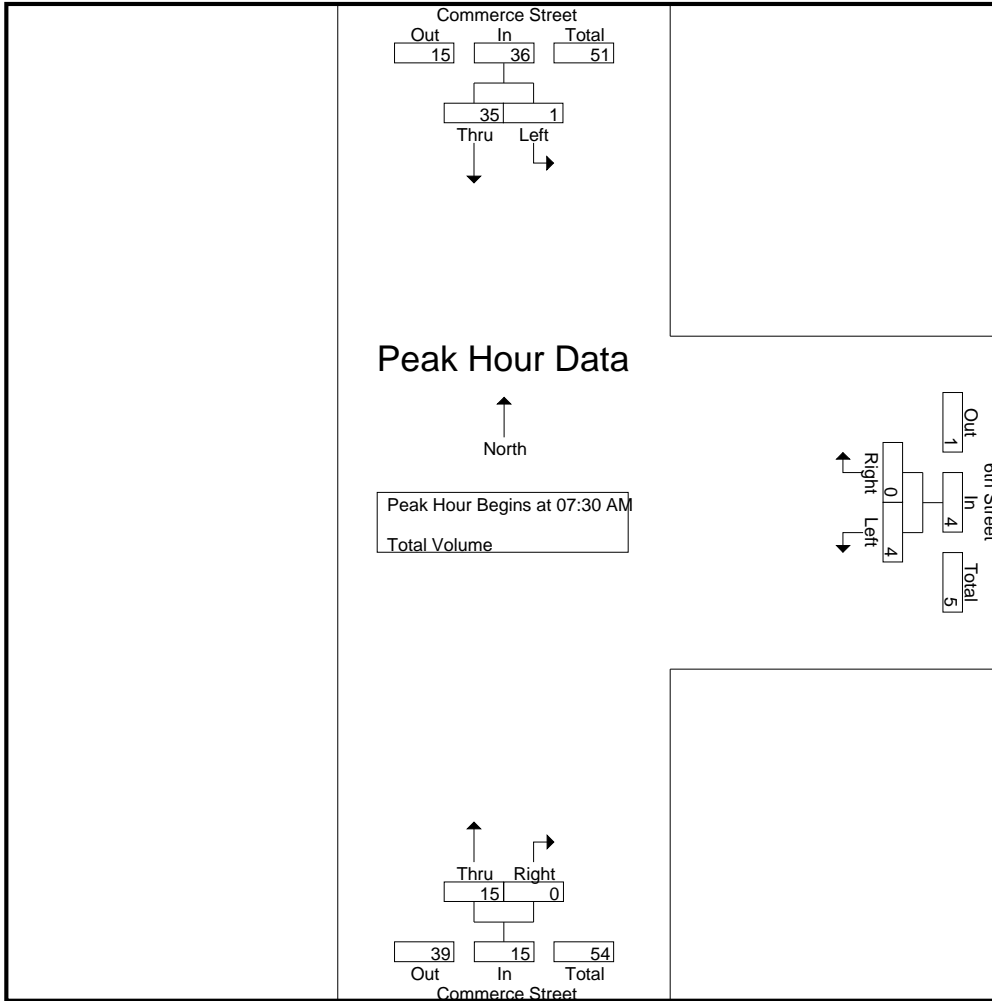 Commerce Street
Out In Total
15 36 51
35 1
Thru Left
Peak Hour Data
North
Peak Hour Begins at 07:30 AM
Total Volume
6th Street
Out In Total
1 4 5
Right Left
0 4
Thru Right
15 0
39 15 54
Out In Total
Commerce Street